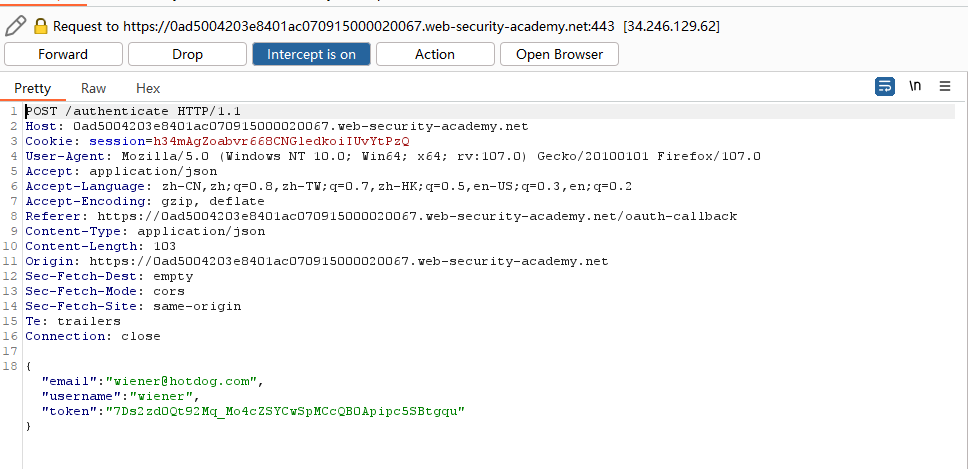 Request to https://0ad5004203e8401ac070915000020067.web-security-academy.net:443 [34.246.129.62]
Forward Drop Intercept is on Action Open Browser
Pretty Raw Hex \n
1 POST /authenticate HTTP/1.1
2 Host: 0ad5004203e8401ac070915000020067.web-security-academy.net
3 Cookie: session=h34mAgZoabvr668CNGledkoiIUvYtPzQ
4 User-Agent: Mozilla/5.0 (Windows NT 10.0; Win64; x64; rv:107.0) Gecko/20100101 Firefox/107.0
5 Accept: application/json
6 Accept-Language: zh-CN,zh;q=0.8,zh-TW;q=0.7,zh-HK;q=0.5,en-US;q=0.3,en;q=0.2
7 Accept-Encoding: gzip, deflate
8 Referer: https://0ad5004203e8401ac070915000020067.web-security-academy.net/oauth-callback
9 Content-Type: application/json
10 Content-Length: 103
11 Origin: https://0ad5004203e8401ac070915000020067.web-security-academy.net
12 Sec-Fetch-Dest: empty
13 Sec-Fetch-Mode: cors
14 Sec-Fetch-Site: same-origin
15 Te: trailers
16 Connection: close
17
18 {
"email":"wiener@hotdog.com",
"username":"wiener",
"token":"7Ds2zd0Qt92Mq_Mo4cZSYCwSpMCcQB0Apipc5SBtgqu"
}